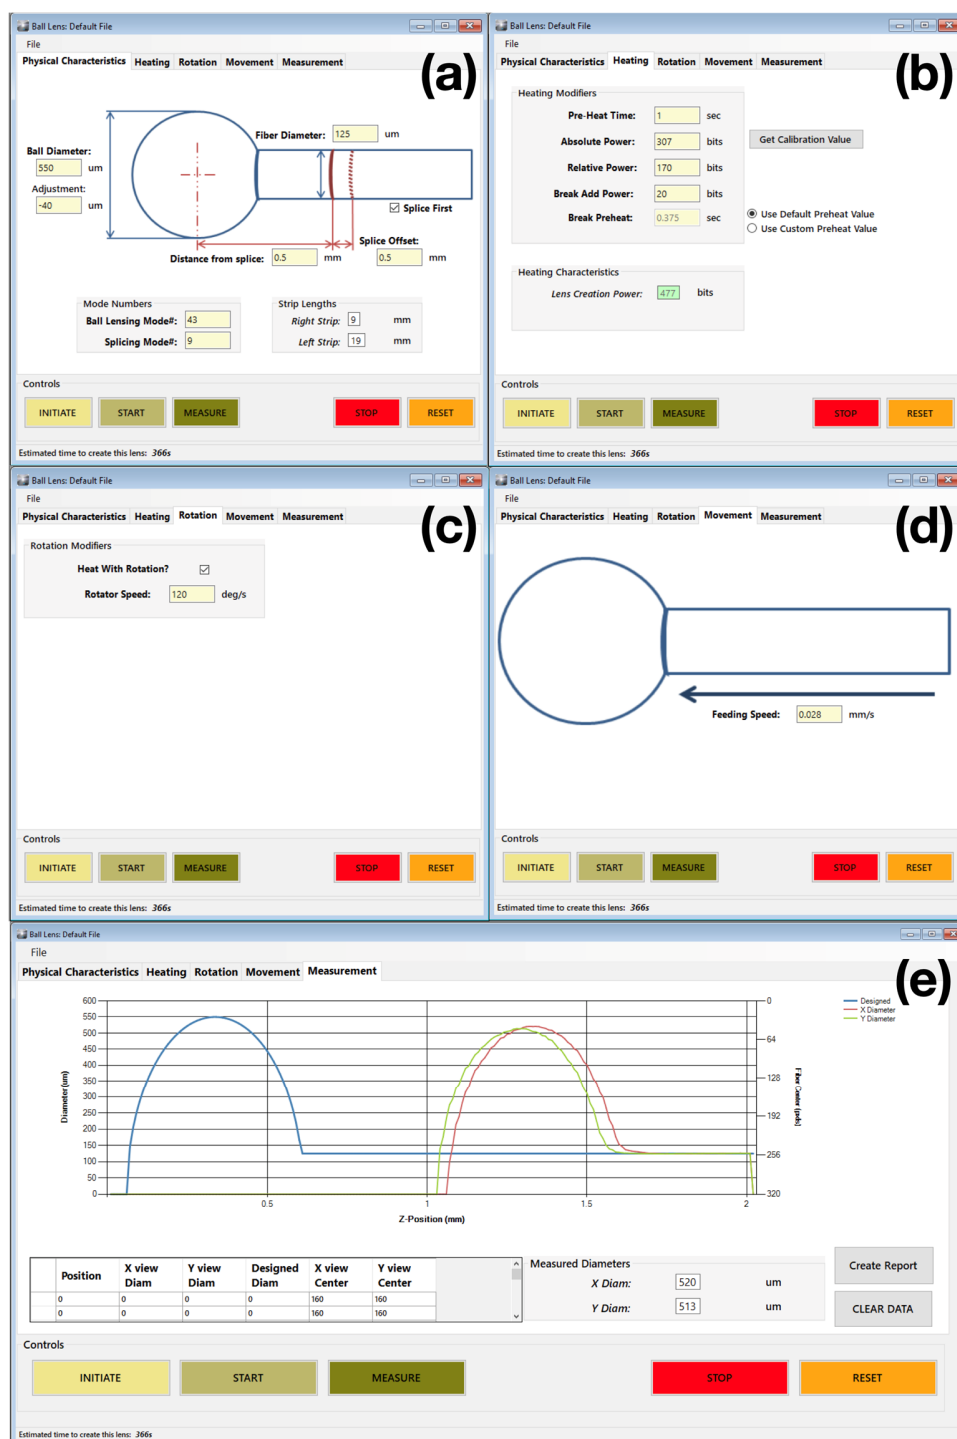 Ball Lens: Default File
File
(a)
Physical Characteristics Heating Rotation Movement Measurement
Fiber Diameter: 125 um
Ball Diameter:
550 um
Adjustment:
-40 um
Splice First
Splice Offset:
Distance from splice: 0.5 mm 0.5 mm
Mode Numbers
Ball Lensing Mode#: 43
Splicing Mode#: 9
Strip Lengths
Right Strip: 9 mm
Left Strip: 19 mm
Controls
INITIATE START MEASURE STOP RESET
Estimated time to create this lens: 366s
Ball Lens: Default File
File
(b)
Physical Characteristics Heating Rotation Movement Measurement
Heating Modifiers
Pre-Heat Time: 1 sec
Absolute Power: 307 bits
Get Calibration Value
Relative Power: 170 bits
Break Add Power: 20 bits
Break Preheat: 0.375 sec
Use Default Preheat Value
Use Custom Preheat Value
Heating Characteristics
Lens Creation Power: 477 bits
Controls
INITIATE START MEASURE STOP RESET
Estimated time to create this lens: 366s
Ball Lens: Default File
File
(c)
Physical Characteristics Heating Rotation Movement Measurement
Rotation Modifiers
Heat With Rotation?
Rotator Speed: 120 deg/s
Controls
INITIATE START MEASURE STOP RESET
Estimated time to create this lens: 366s
Ball Lens: Default File
File
(d)
Physical Characteristics Heating Rotation Movement Measurement
Feeding Speed: 0.028 mm/s
Controls
INITIATE START MEASURE STOP RESET
Estimated time to create this lens: 366s
Ball Lens: Default File
File
(e)
Physical Characteristics Heating Rotation Movement Measurement
600
550
500
450
400
350
300
250
200
150
100
50
0
Diameter(um)
0.5 1 1.5 2
Z-Position (mm)
0
64
128
192
256
320
Fiber Center (pxls)
Designed
X Diameter
Y Diameter
Position X view Diam Y view Diam Designed Diam X view Center Y view Center
0 0 0 0 160 160
0 0 0 0 160 160
Measured Diameters
X Diam: 520 um
Y Diam: 513 um
Create Report
CLEAR DATA
Controls
INITIATE START MEASURE STOP RESET
Estimated time to create this lens: 366s